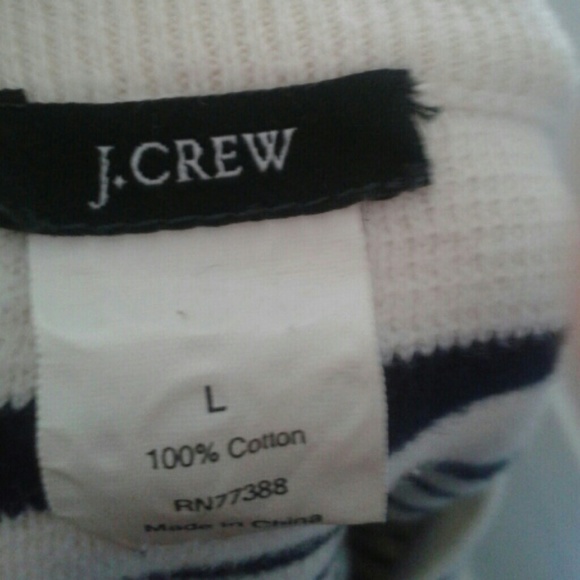 J.CREW
L
100% Cotton
RN77388
Made in China